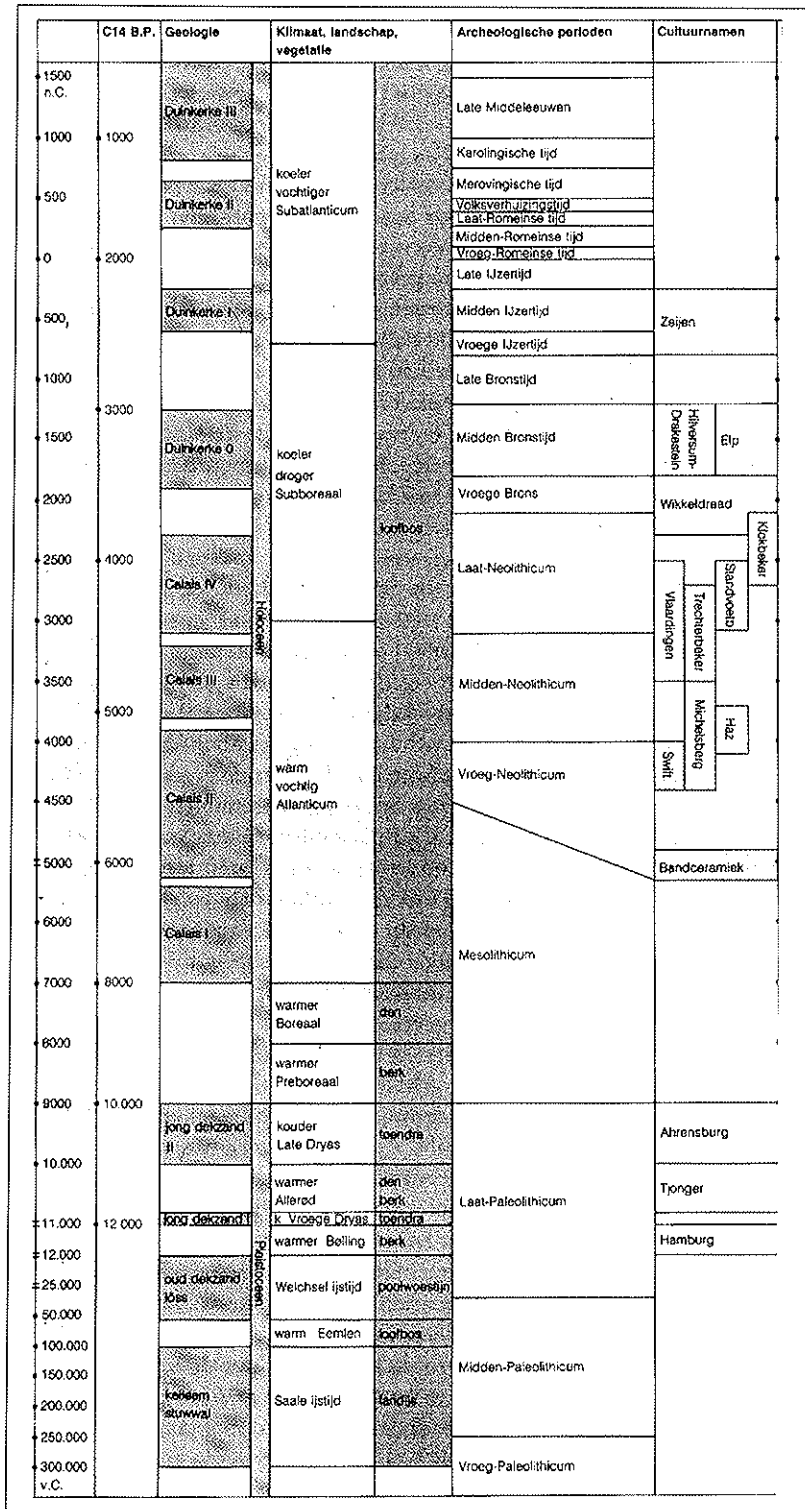 C14 B.P.
Geologie
Klimaat, landschap,
vegetatie
Archeologische perioden
Cultuurnamen
1500
n.C.
1000
500
0
500
1000
1500
2000
2500
3000
3500
4000
4500
5000
6000
7000
8000
9000
10.000
11.000
12.000
25.000
50.000
100.000
150.000
200.000
250.000
300.000
v.C.
1000
2000
3000
4000
5000
6000
8000
10.000
12.000
Duinkerke III
Duinkerke II
Duinkerke I
Duinkerke 0
Calais IV
Calais III
Calais II
Calais I
jong dekzand
II
jong dekzand I
oud dekzand
löss
keileem
stuwwal
Holoceen
Pleistoceen
koeler
vochtiger
Subatlanticum
koeler
droger
Subboreaal
warm
vochtig
Atlanticum
warmer
Boreaal
warmer
Preboreaal
kouder
Late Dryas
warmer
Allerød
k. Vroege Dryas
warmer Bølling
Weichsel ijstijd
warm Eemien
Saale ijstijd
loofbos
den
berk
toendra
den
berk
toendra
berk
poolwoestijn
loofbos
landijs
Late Middeleeuwen
Karolingische tijd
Merovingische tijd
Volksverhuizingstijd
Laat-Romeinse tijd
Midden-Romeinse tijd
Vroeg-Romeinse tijd
Late IJzertijd
Midden IJzertijd
Vroege IJzertijd
Late Bronstijd
Midden Bronstijd
Vroege Brons
Laat-Neolithicum
Midden-Neolithicum
Vroeg-Neolithicum
Mesolithicum
Laat-Paleolithicum
Midden-Paleolithicum
Vroeg-Paleolithicum
Zeijen
Hilversum-
Drakestein
Elp
Wikkeldraad
Klokbeker
Standvoetb
Trechterbeker
Vlaardingen
Michelsberg
Haz
Swift.
Bandceramiek
Ahrensburg
Tjonger
Hamburg